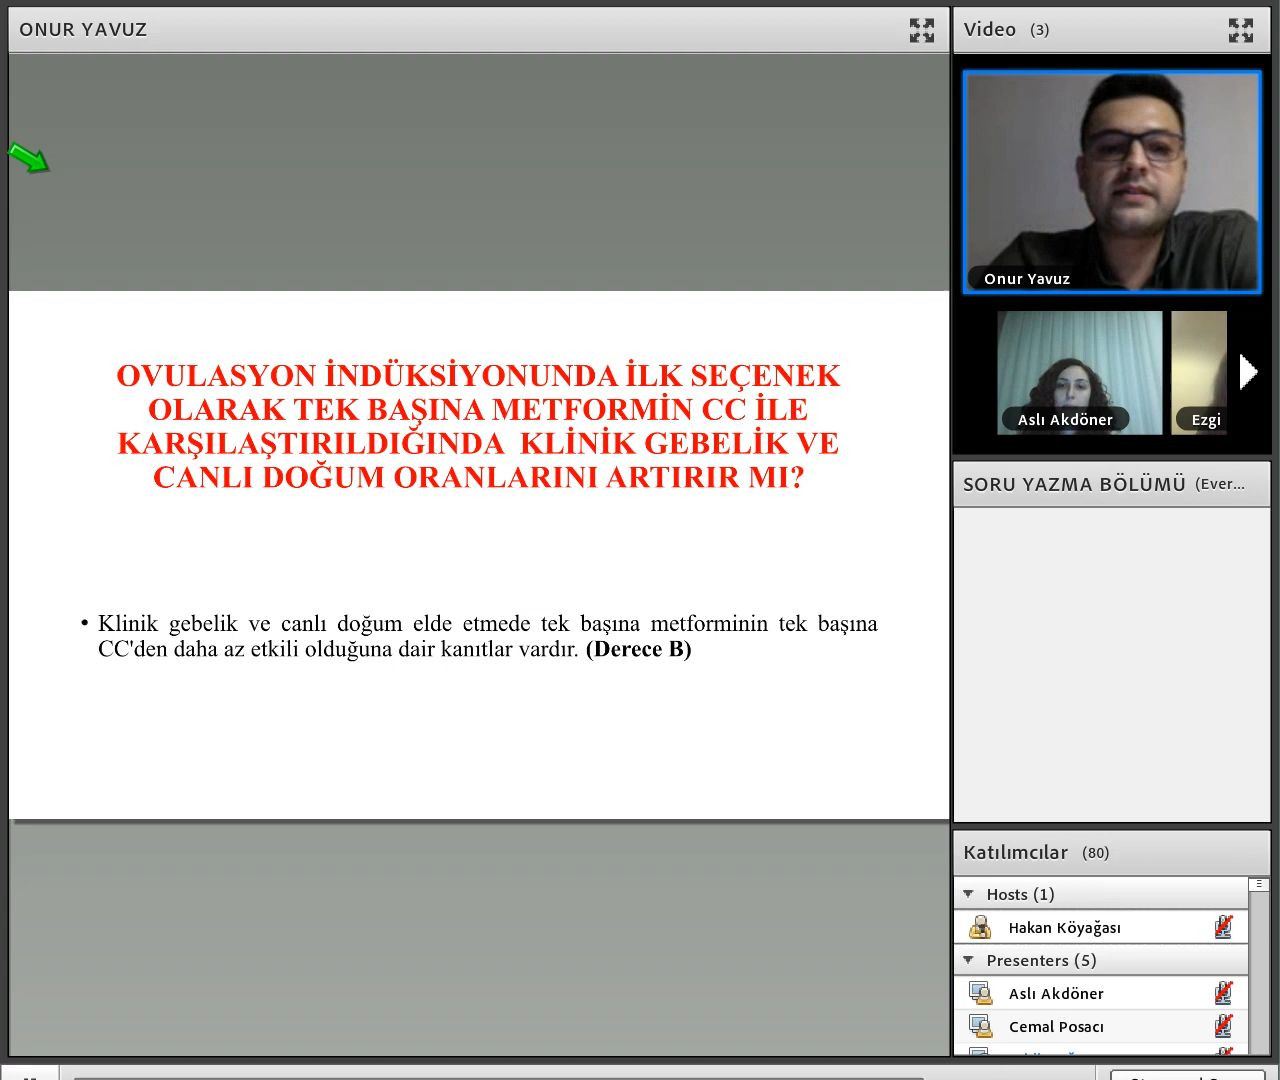 ONUR YAVUZ
OVULASYON İNDÜKSİYONUNDA İLK SEÇENEK
OLARAK TEK BAŞINA METFORMİN CC İLE
KARŞILAŞTIRILDIĞINDA KLİNİK GEBELİK VE
CANLI DOĞUM ORANLARINI ARTIRIR MI?
• Klinik gebelik ve canlı doğum elde etmede tek başına metforminin tek başına
CC'den daha az etkili olduğuna dair kanıtlar vardır. (Derece B)
Video (3)
Onur Yavuz
Aslı Akdöner
Ezgi
SORU YAZMA BÖLÜMÜ (Ever...
Katılımcılar (80)
Hosts (1)
Hakan Köyağası
Presenters (5)
Aslı Akdöner
Cemal Posacı